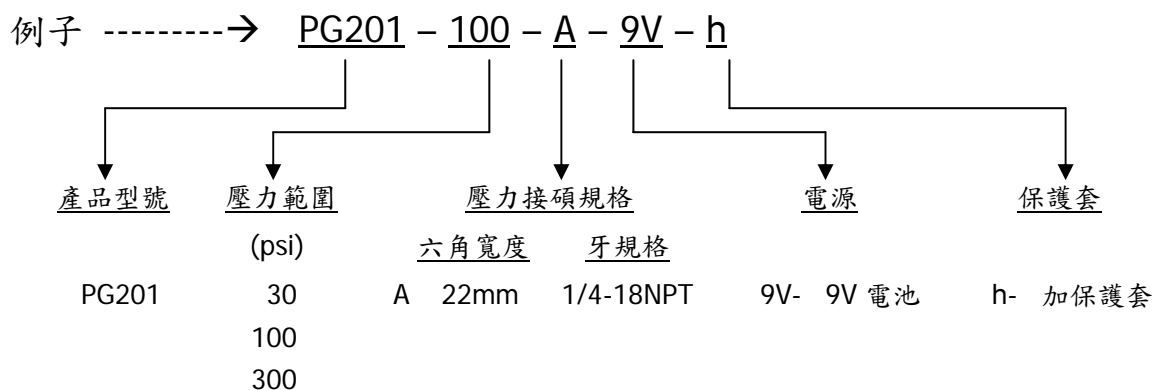 例子 ---------→ PG201 – 100 – A – 9V – h
產品型號 壓力範圍 壓力接碩規格 電源 保護套
(psi) 六角寬度 牙規格
PG201 30 A 22mm 1/4-18NPT 9V- 9V 電池 h- 加保護套
100
300